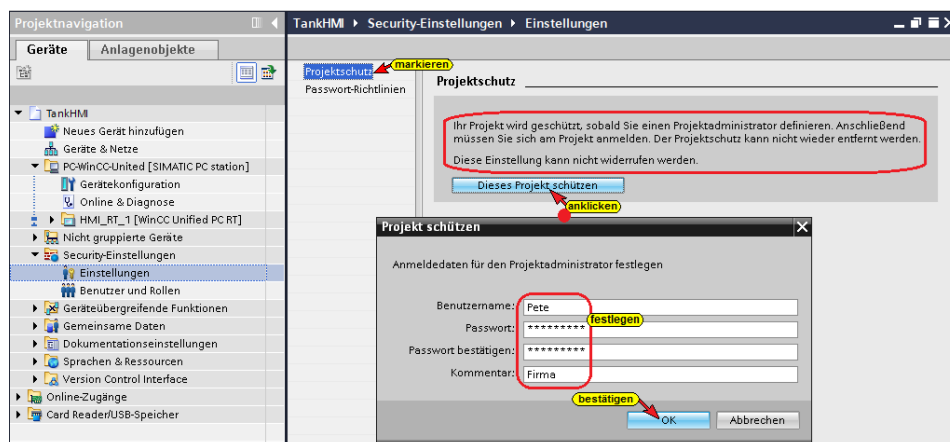 Projektnavigation
TankHMI ▸ Security-Einstellungen ▸ Einstellungen
Geräte
Anlagenobjekte
TankHMI
Neues Gerät hinzufügen
Geräte & Netze
PC-WinCC-United [SIMATIC PC station]
Gerätekonfiguration
Online & Diagnose
HMI_RT_1 [WinCC Unified PC RT]
Nicht gruppierte Geräte
Security-Einstellungen
Einstellungen
Benutzer und Rollen
Geräteübergreifende Funktionen
Gemeinsame Daten
Dokumentationseinstellungen
Sprachen & Ressourcen
Version Control Interface
Online-Zugänge
Card Reader/USB-Speicher
Projektschutz
markieren
Passwort-Richtlinien
Projektschutz
Ihr Projekt wird geschützt, sobald Sie einen Projektadministrator definieren. Anschließend
müssen Sie sich am Projekt anmelden. Der Projektschutz kann nicht wieder entfernt werden.
Diese Einstellung kann nicht widerrufen werden.
Dieses Projekt schützen
anklicken
Projekt schützen
Anmeldedaten für den Projektadministrator festlegen
Benutzername: Pete
festlegen
Passwort: *********
Passwort bestätigen: *********
Kommentar: Firma
bestätigen
OK
Abbrechen